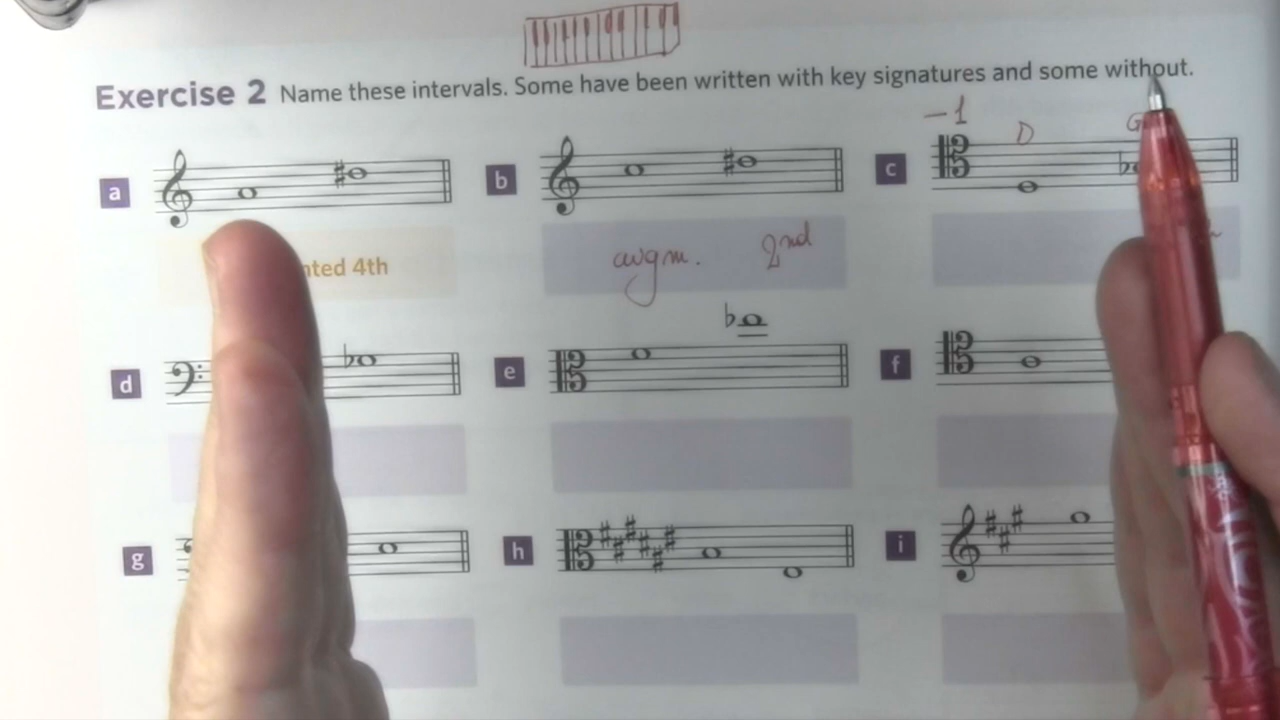 Exercise 2 Name these intervals. Some have been written with key signatures and some without.
-1 D G
a b c
nted 4th augm. 2nd
d e f
g h i